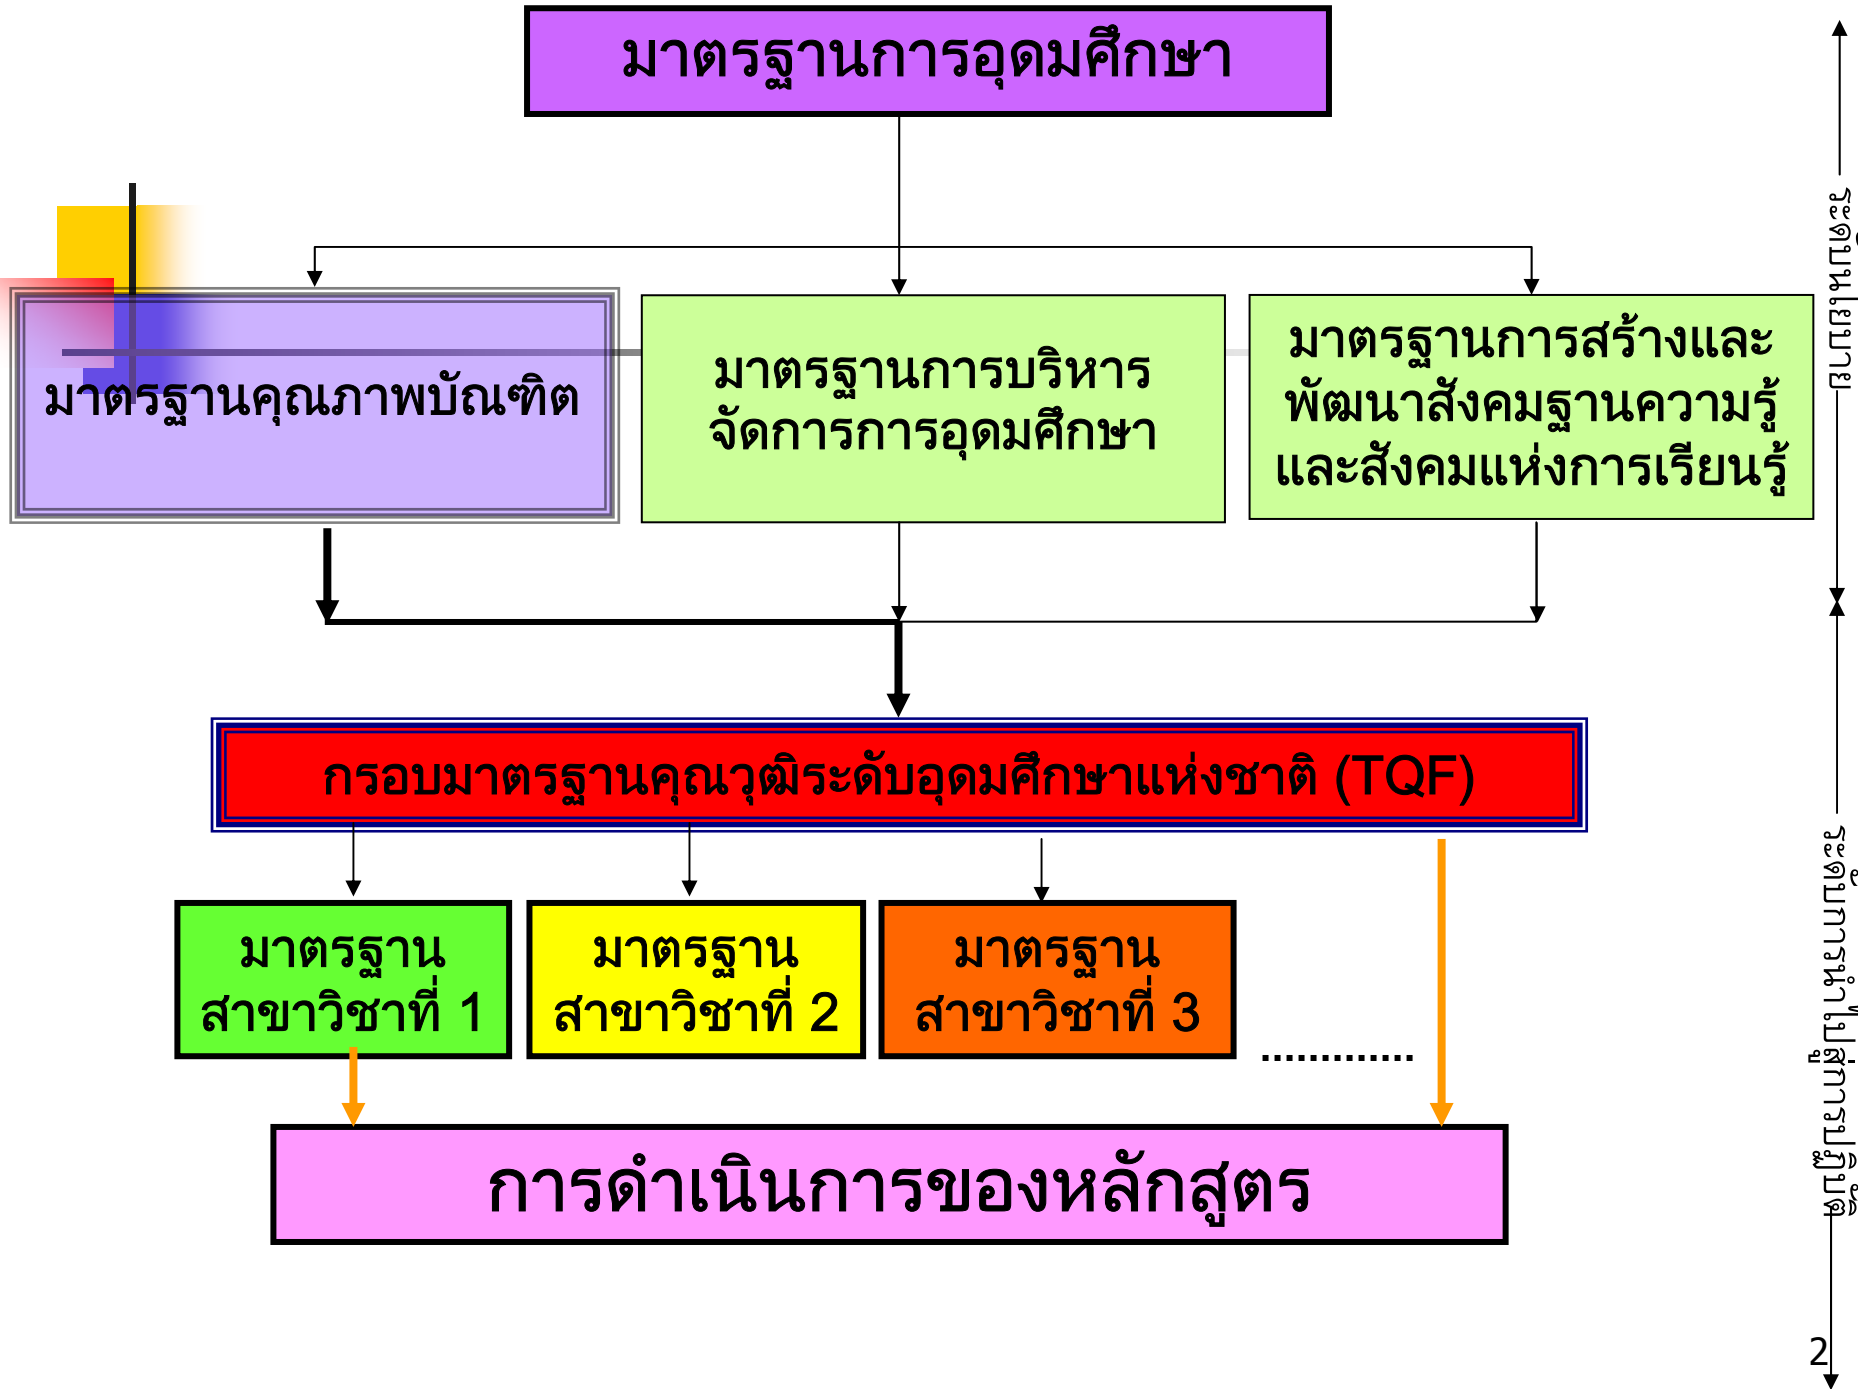 มาตรฐานการอุดมศึกษา
มาตรฐานคุณภาพบัณฑิต
มาตรฐานการบริหาร
จัดการการอุดมศึกษา
มาตรฐานการสร้างและ
พัฒนาสังคมฐานความรู้
และสังคมแห่งการเรียนรู้
ระดับนโยบาย
กรอบมาตรฐานคุณวุฒิระดับอุดมศึกษาแห่งชาติ (TQF)
มาตรฐาน
สาขาวิชาที่ 1
มาตรฐาน
สาขาวิชาที่ 2
มาตรฐาน
สาขาวิชาที่ 3
.............
ระดับการนำไปสู่การปฏิบัติ
การดำเนินการของหลักสูตร
2